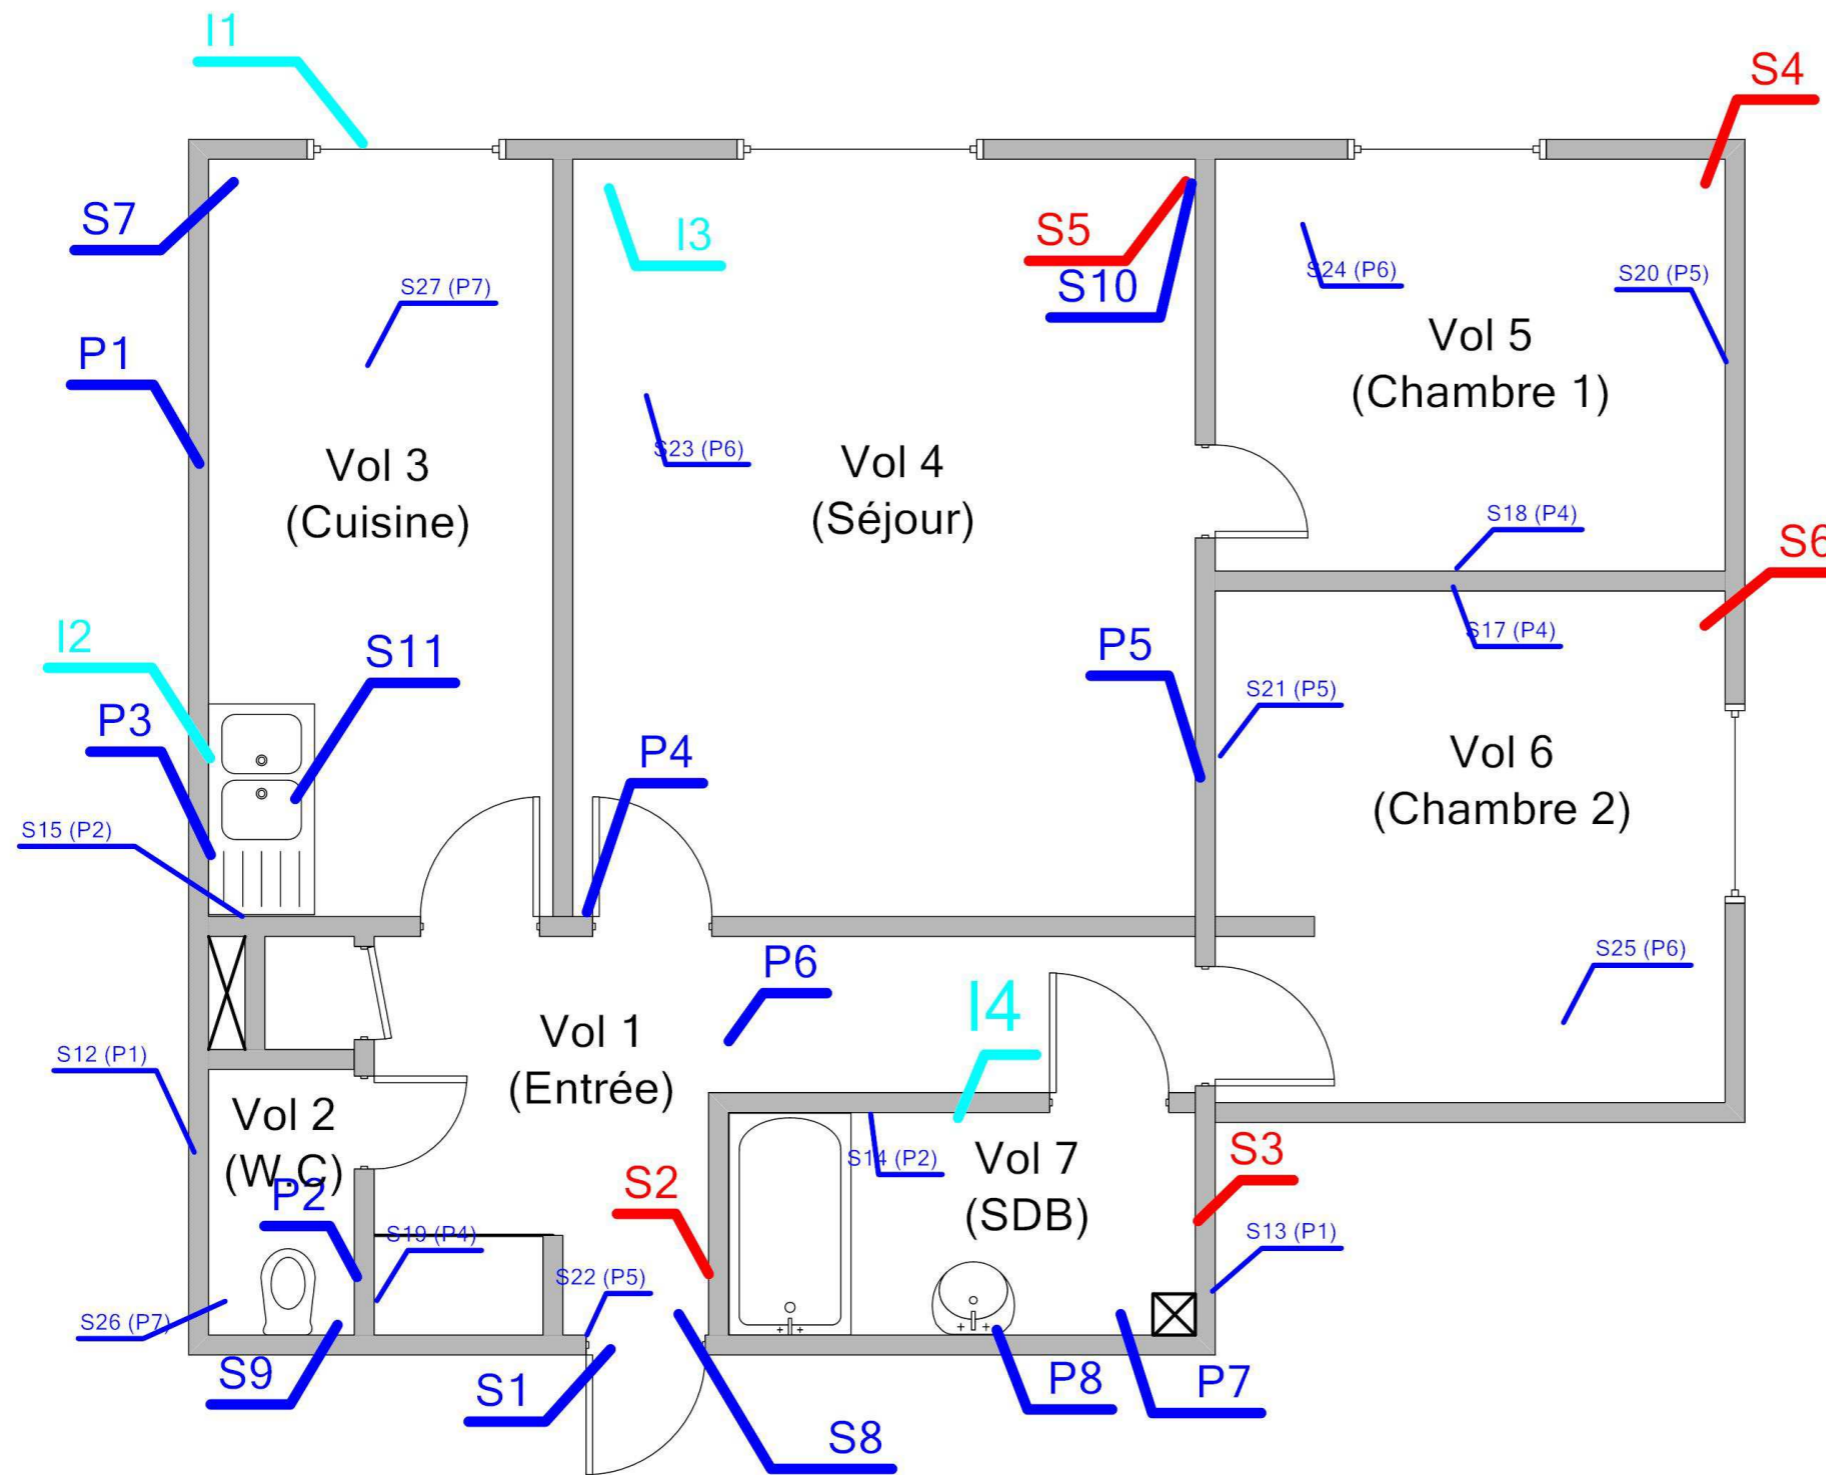 I1
S4
S7
I3
S5
S10
S27 (P7)
S24 (P6)
S20 (P5)
Vol 5
(Chambre 1)
P1
Vol 3
(Cuisine)
S23 (P6)
Vol 4
(Séjour)
S18 (P4)
S6
S17 (P4)
I2
S11
P5
S21 (P5)
P3
P4
Vol 6
(Chambre 2)
S15 (P2)
P6
I4
S25 (P6)
Vol 1
(Entrée)
S12 (P1)
Vol 2
(W.C)
P2
S14 (P2)
Vol 7
(SDB)
S2
S3
S19 (P4)
S13 (P1)
S22 (P5)
S26 (P7)
S9
S1
P8
P7
S8